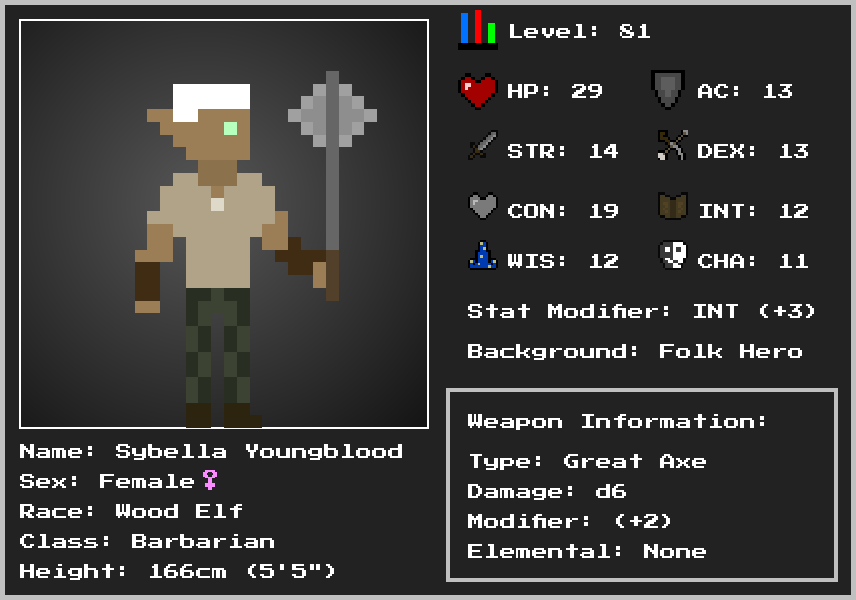 Level: 81
HP: 29 AC: 13
STR: 14 DEX: 13
CON: 19 INT: 12
WIS: 12 CHA: 11
Stat Modifier: INT (+3)
Background: Folk Hero
Weapon Information:
Type: Great Axe
Damage: d6
Modifier: (+2)
Elemental: None
Name: Sybella Youngblood
Sex: Female♀
Race: Wood Elf
Class: Barbarian
Height: 166cm (5'5")